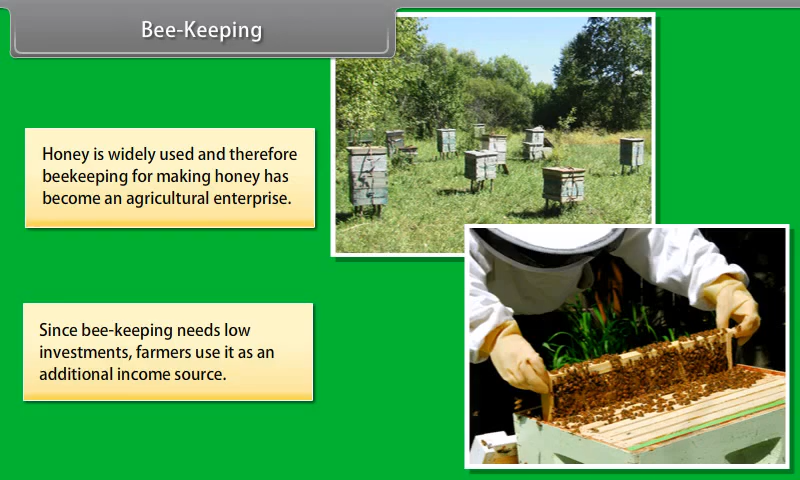 Bee-Keeping
Honey is widely used and therefore
beekeeping for making honey has
become an agricultural enterprise.
Since bee-keeping needs low
investments, farmers use it as an
additional income source.